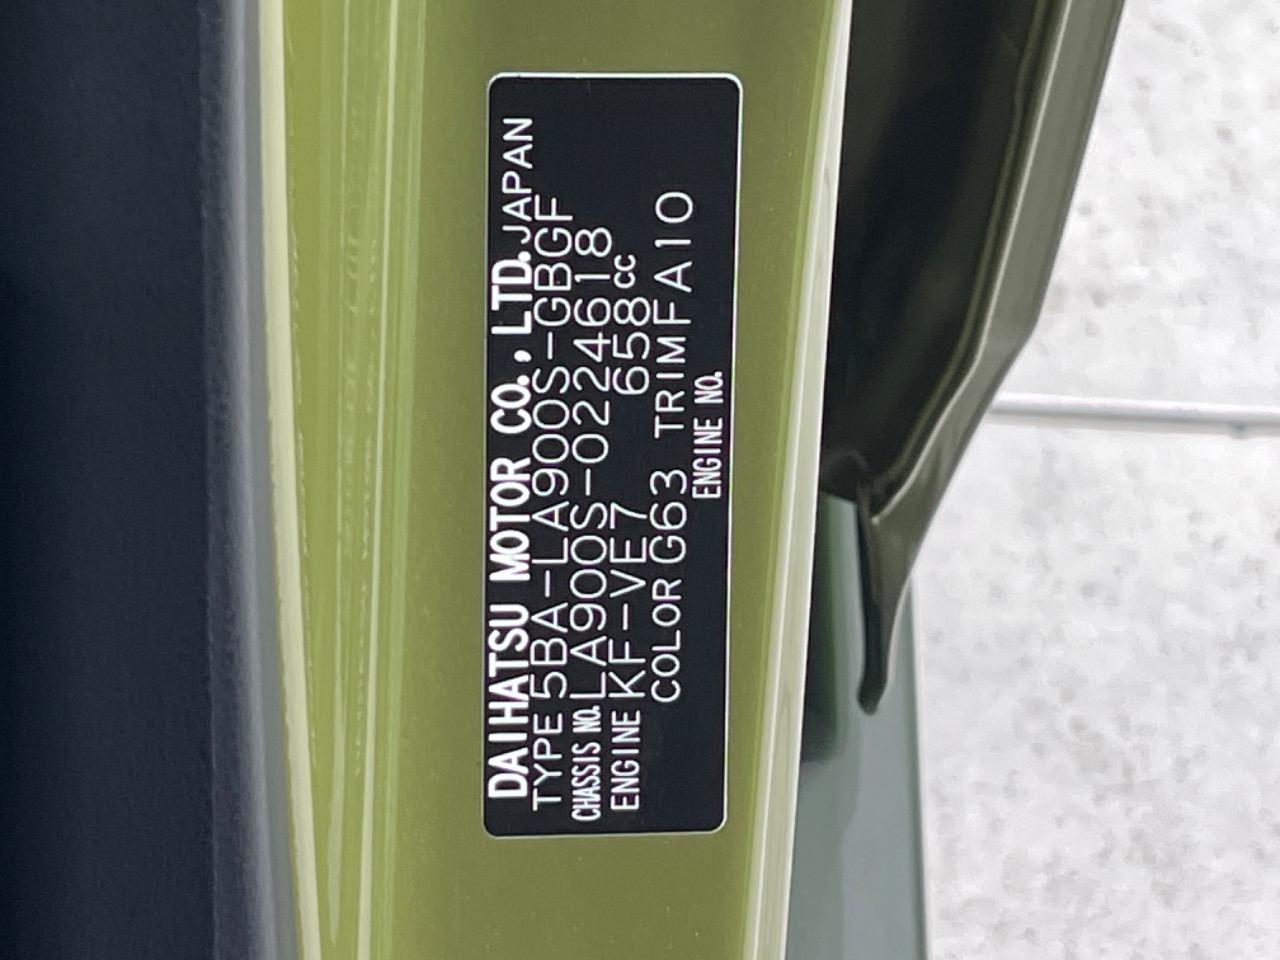 DAIHATSU MOTOR CO., LTD. JAPAN
TYPE 5BA-LA900S-GBGF
CHASSIS NO. LA900S-0224618
ENGINE KF-VE7 658cc
COLOR G63 TRIM FA10
ENGINE NO.